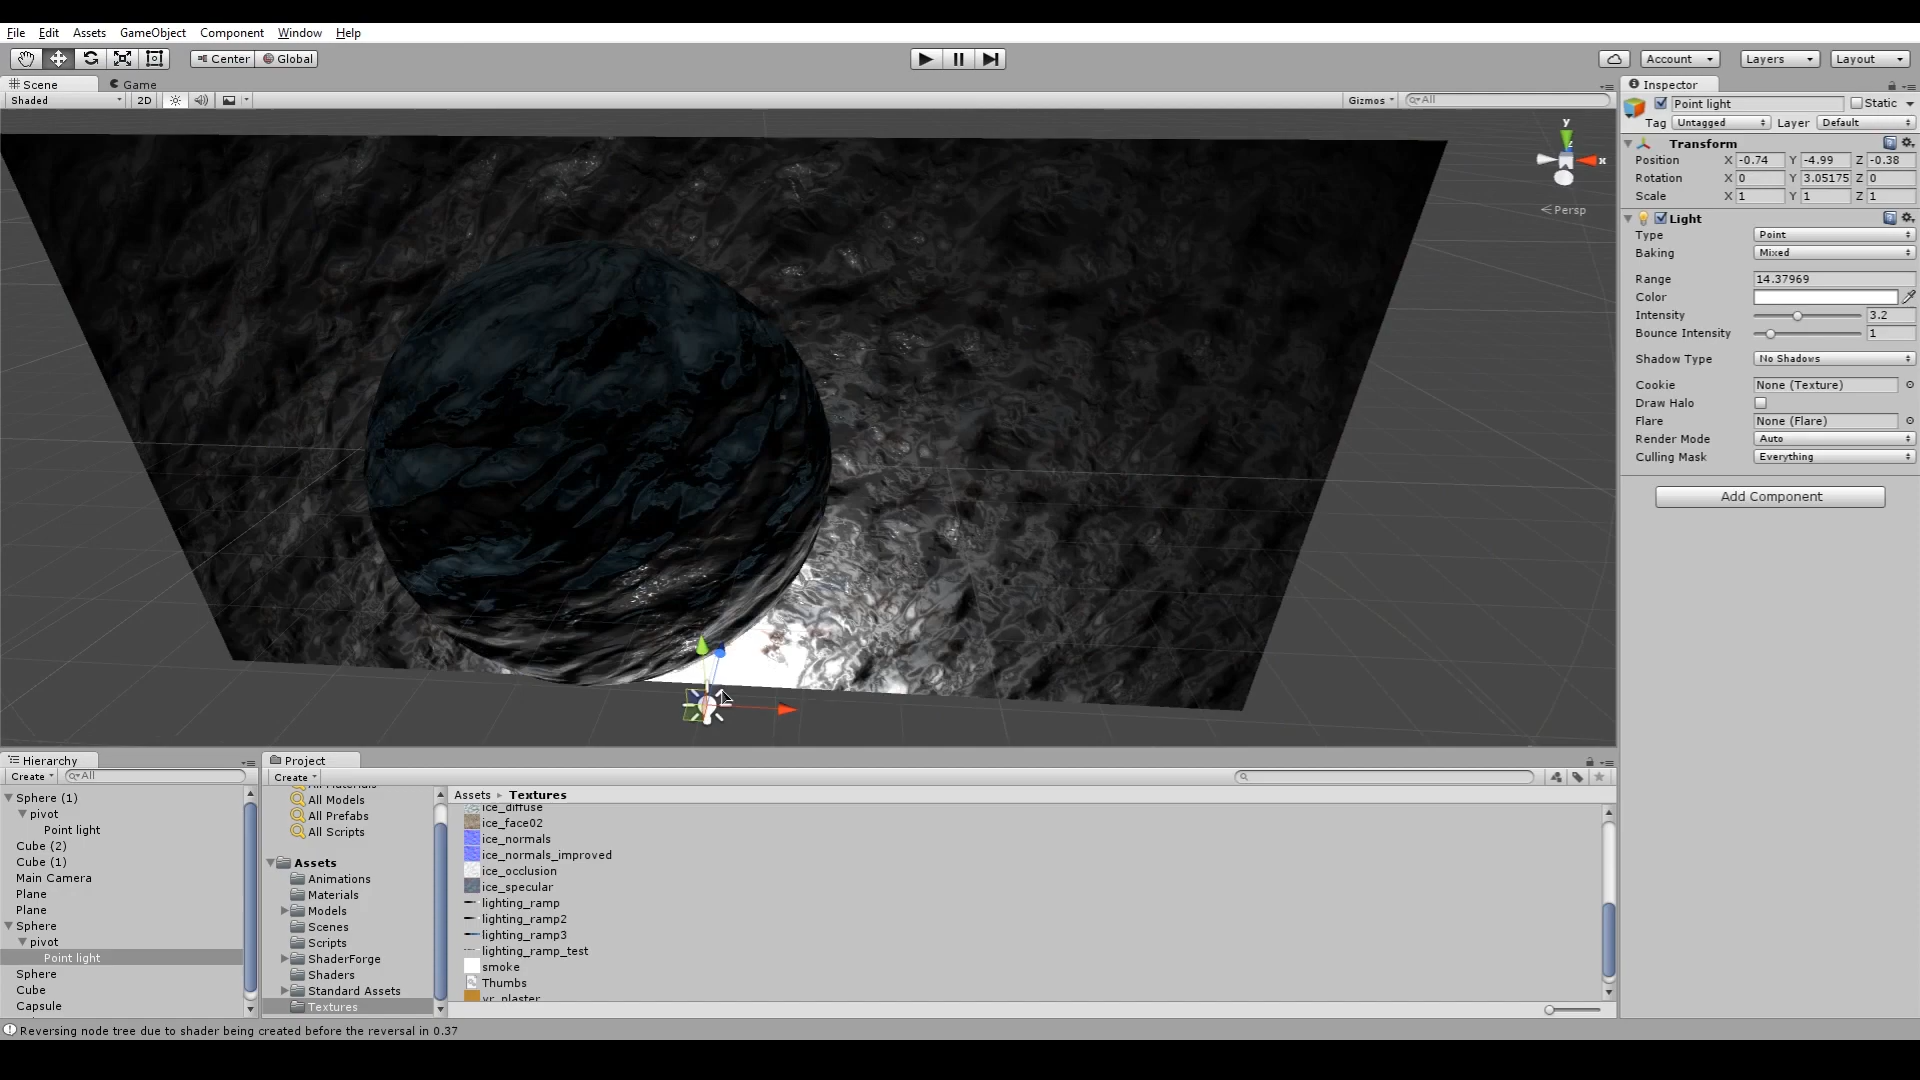 File Edit Assets GameObject Component Window Help
Center Global Account Layers Layout
Scene Game
Shaded 2D Gizmos All
y
x
Persp
Inspector
Point light Static
Tag Untagged Layer Default
Transform
Position X -0.74 Y -4.99 Z -0.38
Rotation X 0 Y 3.05175 Z 0
Scale X 1 Y 1 Z 1
Light
Type Point
Baking Mixed
Range 14.37969
Color
Intensity 3.2
Bounce Intensity 1
Shadow Type No Shadows
Cookie None (Texture)
Draw Halo
Flare None (Flare)
Render Mode Auto
Culling Mask Everything
Add Component
Hierarchy
Create All
Sphere (1)
pivot
Point light
Cube (2)
Cube (1)
Main Camera
Plane
Plane
Sphere
pivot
Point light
Sphere
Cube
Capsule
Project
Create
All Materials
All Models
All Prefabs
All Scripts
Assets
Animations
Materials
Models
Scenes
Scripts
ShaderForge
Shaders
Standard Assets
Textures
Assets Textures
ice_diffuse
ice_face02
ice_normals
ice_normals_improved
ice_occlusion
ice_specular
lighting_ramp
lighting_ramp2
lighting_ramp3
lighting_ramp_test
smoke
Thumbs
vr_plaster
Reversing node tree due to shader being created before the reversal in 0.37